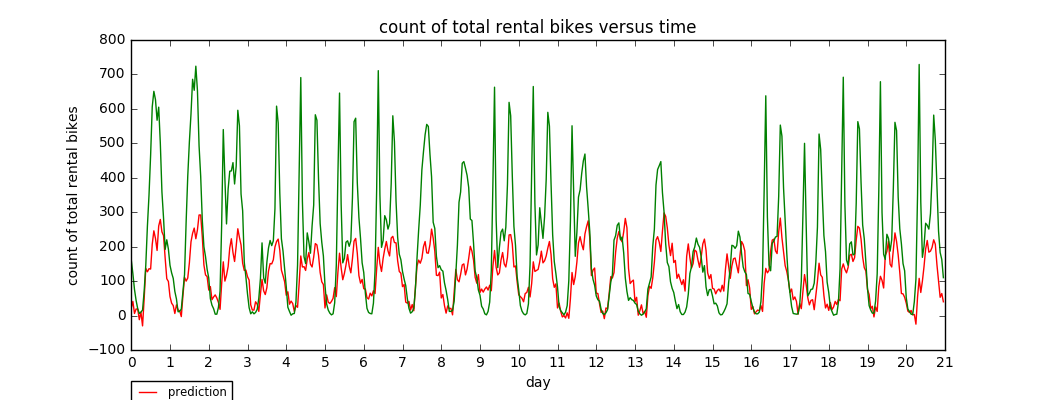 count of total rental bikes versus time
count of total rental bikes
800
700
600
500
400
300
200
100
0
−100
0 1 2 3 4 5 6 7 8 9 10 11 12 13 14 15 16 17 18 19 20 21
day
prediction